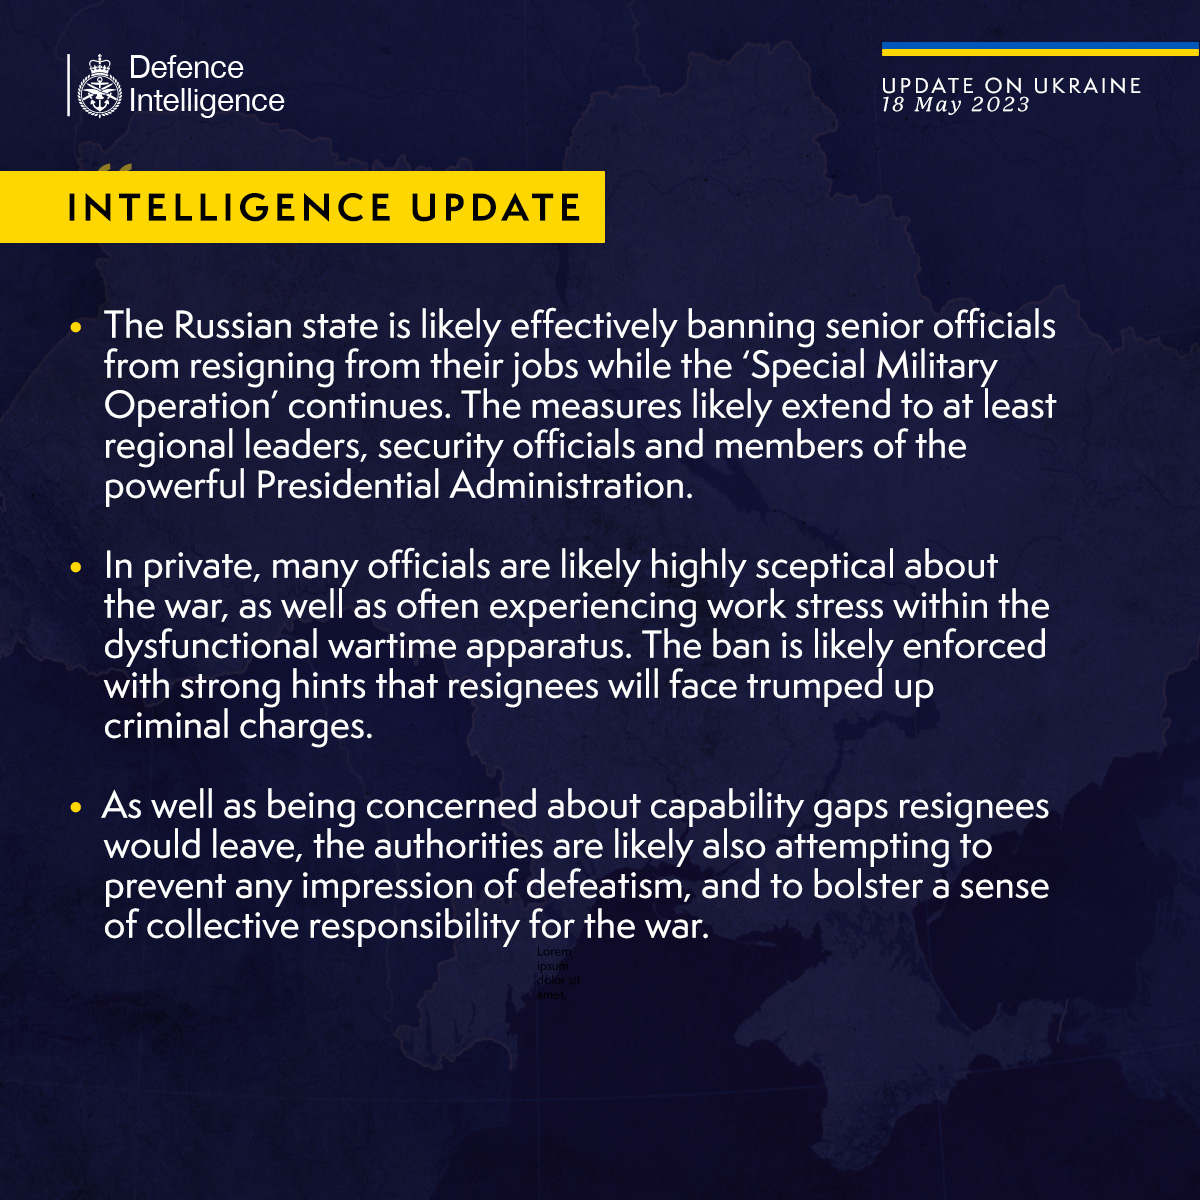 Defence
Intelligence
UPDATE ON UKRAINE
18 May 2023
“
INTELLIGENCE UPDATE
• The Russian state is likely effectively banning senior officials
from resigning from their jobs while the ‘Special Military
Operation’ continues. The measures likely extend to at least
regional leaders, security officials and members of the
powerful Presidential Administration.
• In private, many officials are likely highly sceptical about
the war, as well as often experiencing work stress within the
dysfunctional wartime apparatus. The ban is likely enforced
with strong hints that resignees will face trumped up
criminal charges.
• As well as being concerned about capability gaps resignees
would leave, the authorities are likely also attempting to
prevent any impression of defeatism, and to bolster a sense
of collective responsibility for the war.
Lorem
ipsum
dolor sit
amet.